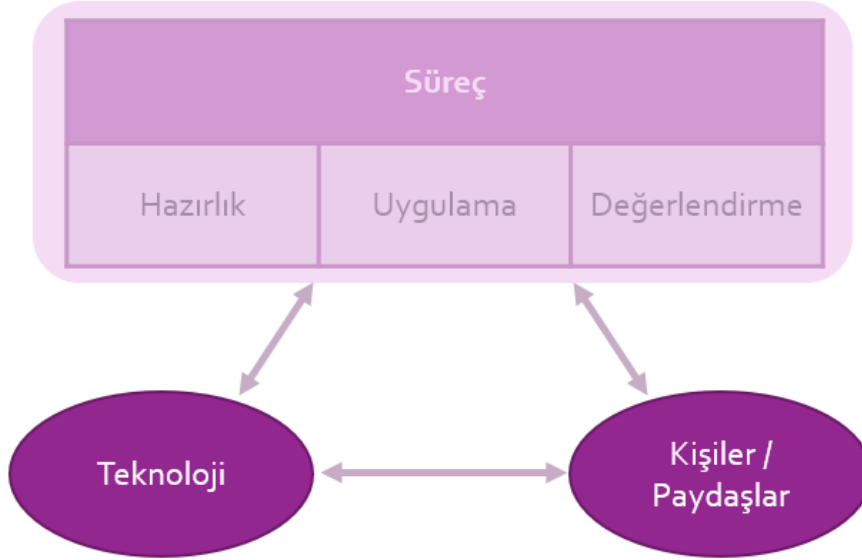 Süreç
Hazırlık
Uygulama
Değerlendirme
Teknoloji
Kişiler /
Paydaşlar